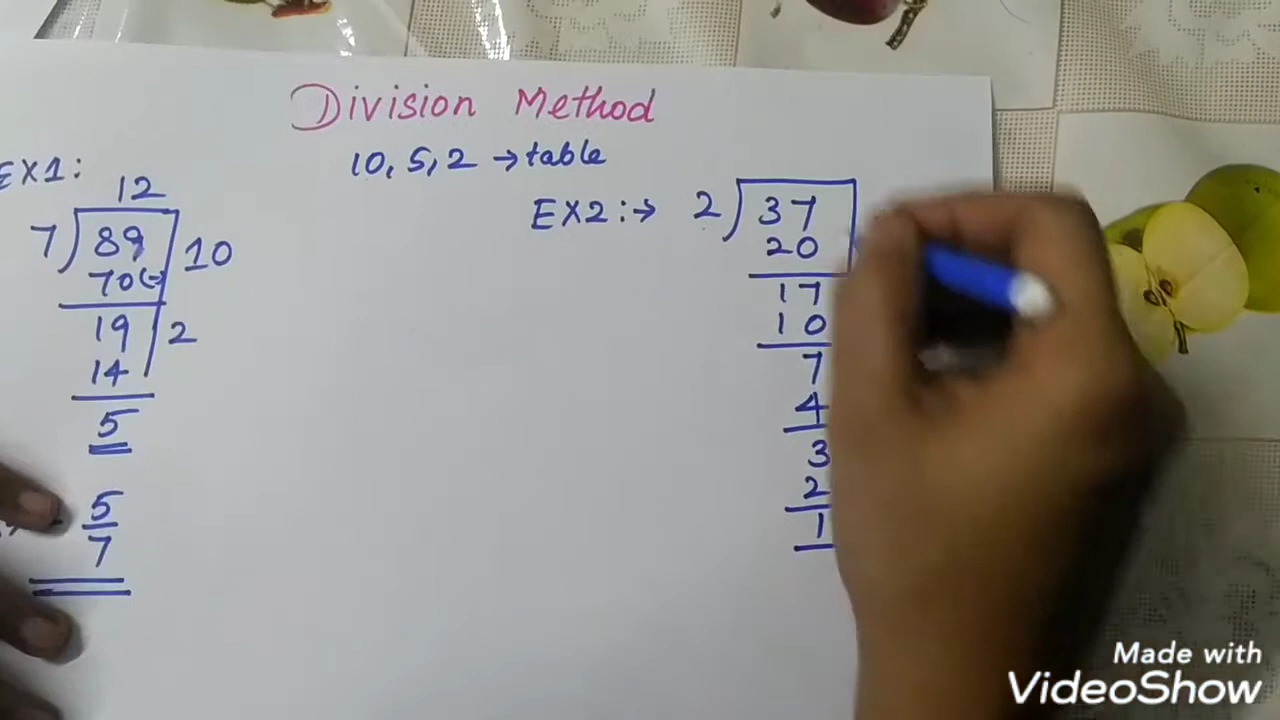 Division Method
10, 5, 2 → table
EX1:
12
7 89 10
70(-)
19 2
14
5
5
7
EX2:→ 2 37
20
17
10
7
4
3
2
1
Made with
VideoShow